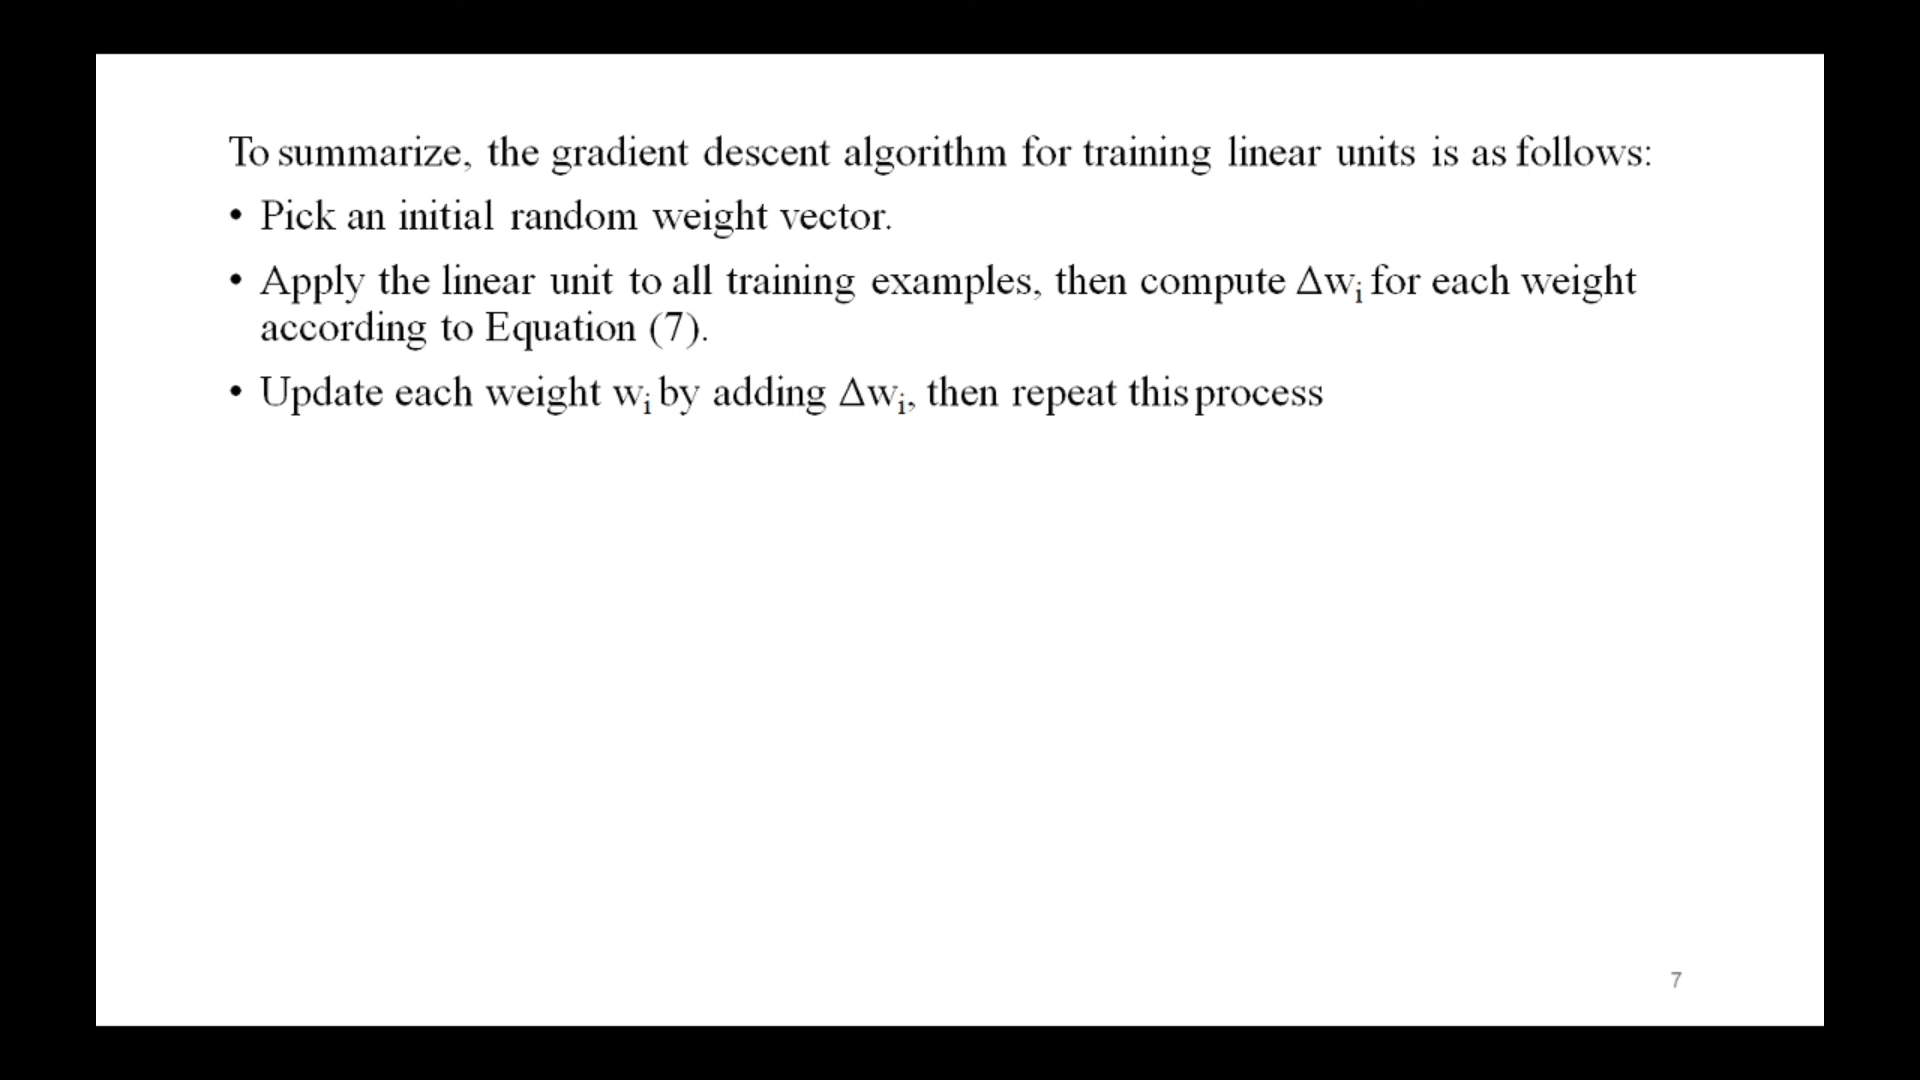 To summarize, the gradient descent algorithm for training linear units is as follows:
• Pick an initial random weight vector.
• Apply the linear unit to all training examples, then compute Δwᵢ for each weight
according to Equation (7).
• Update each weight wᵢ by adding Δwᵢ, then repeat this process
7